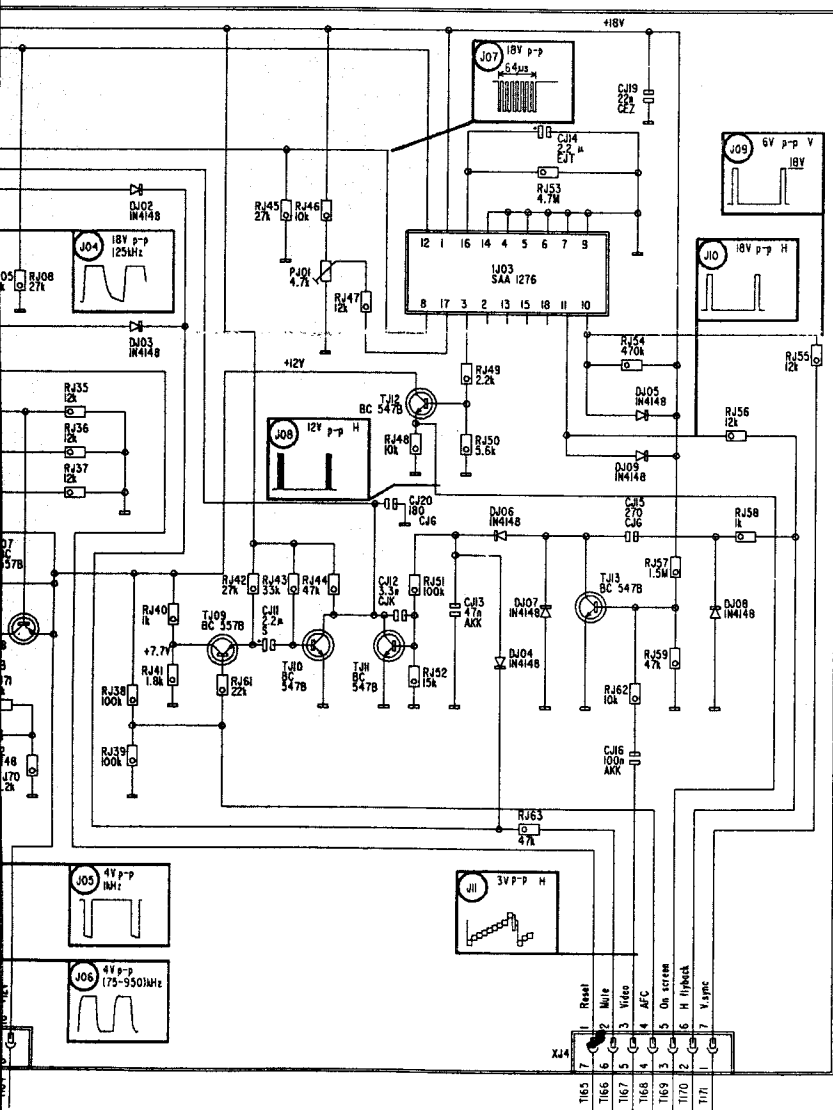 +18V
J07
18V p-p
64µs
CJ19
22n
CEZ
CJ14
2.2 µ
EJT
J09
6V p-p V
18V
RJ53
4.7M
DJ02
1N4148
RJ45
27k
RJ46
10k
J04
18V p-p
125kHz
12 1 16 14 4 5 6 7 9
1J03
SAA 1276
8 17 3 2 13 15 18 11 10
J10
18V p-p H
RJ08
27k
PJ01
4.7k
RJ47
12k
DJ03
1N4148
RJ54
470k
RJ55
12k
+12V
RJ49
2.2k
RJ35
12k
TJ12
BC 547B
DJ05
1N4148
RJ36
12k
J08
12V p-p H
RJ48
10k
RJ50
5.6k
RJ56
12k
RJ37
12k
DJ09
1N4148
CJ20
180
CJG
DJ06
1N4148
CJ15
270
CJG
RJ58
1k
RJ57
1.5M
RJ42
27k
RJ43
33k
RJ44
47k
CJ12
3.3n
CJK
RJ51
100k
TJ13
BC 547B
RJ40
1k
TJ09
BC 557B
CJ11
2.2µ
S
CJ13
47n
AKK
DJ07
1N4148
DJ08
1N4148
+7.7V
RJ41
1.8k
RJ61
22k
TJ10
BC
547B
TJ11
BC
547B
RJ52
15k
DJ04
1N4148
RJ59
47k
RJ38
100k
RJ62
10k
RJ39
100k
CJ16
100n
AKK
RJ63
47k
J05
4V p-p
1kHz
J11
3V p-p H
J06
4V p-p
(75-950)kHz
1 Reset
2 Mute
3 Video
4 AFC
5 On screen
6 H flyback
7 V.sync
XJ4
7 6 5 4 3 2 1
T165 T166 T167 T168 T169 T170 T171